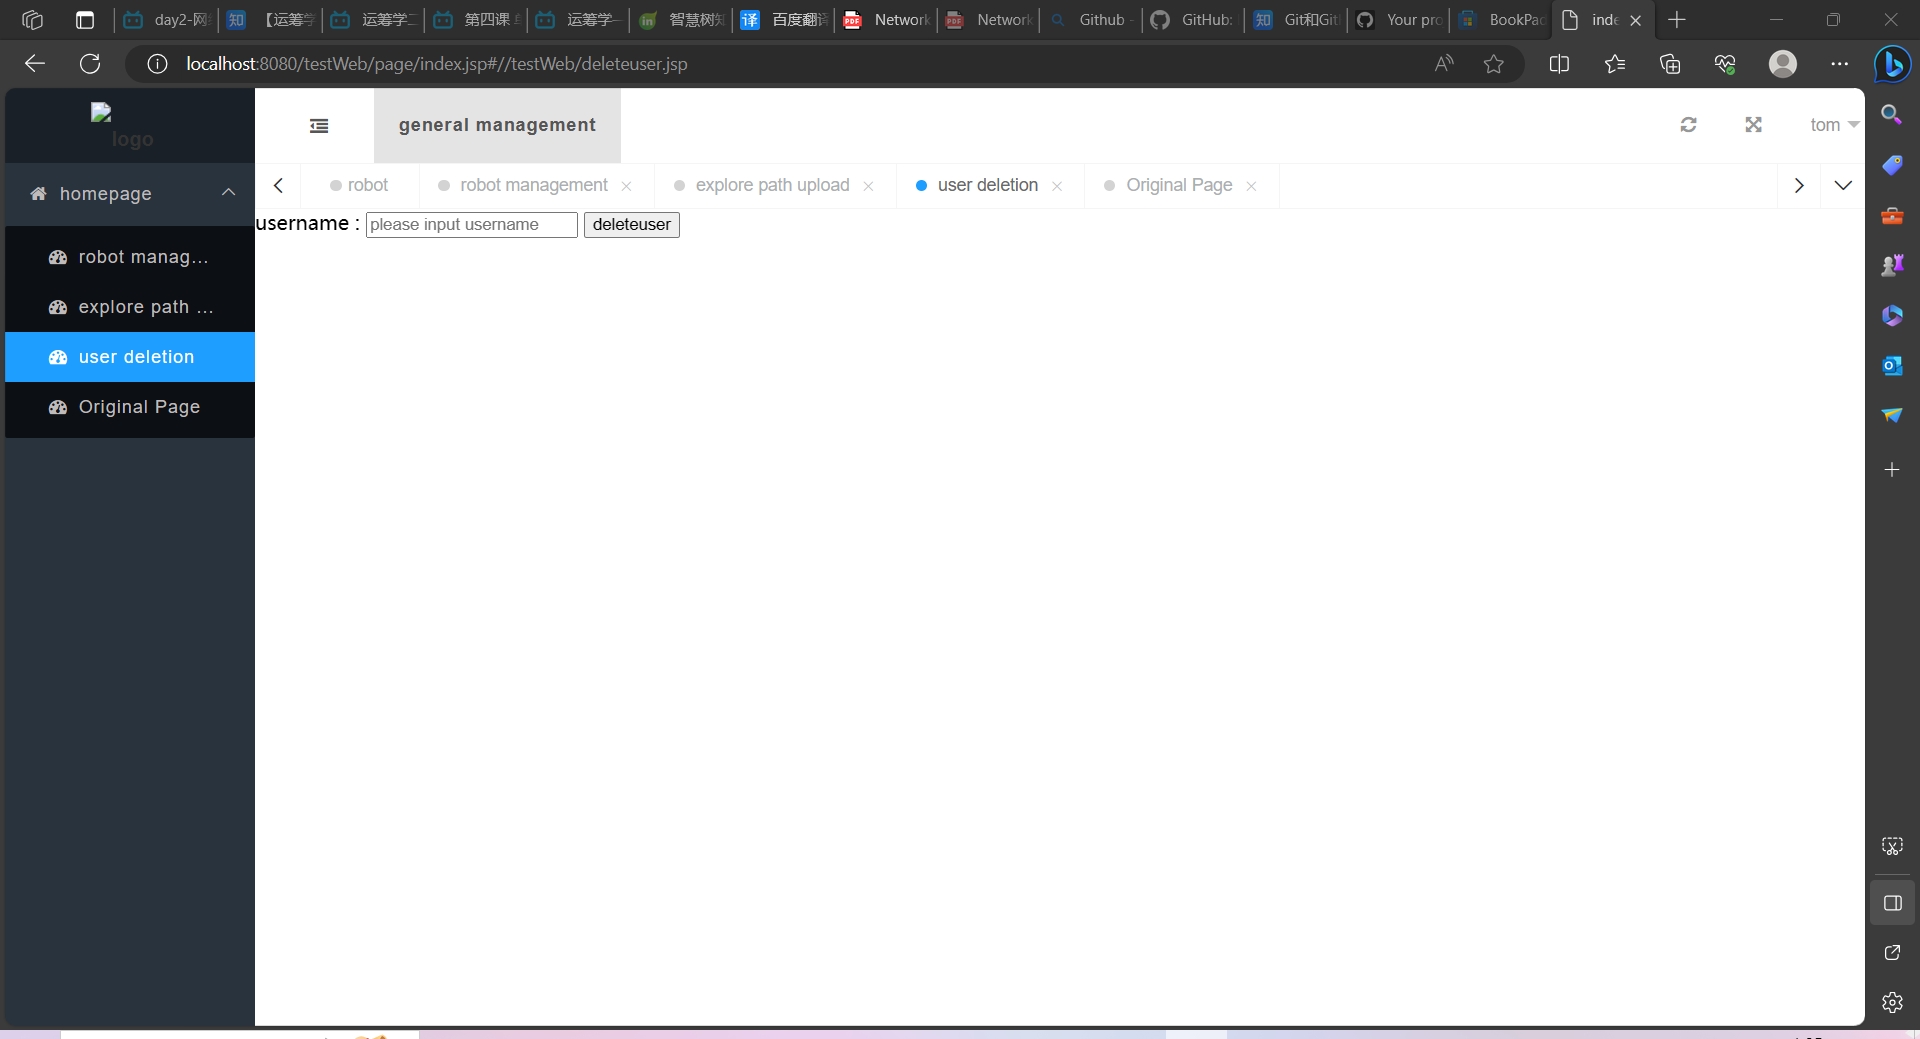 day2-网 【运筹学 运筹学二 第四课 运筹学一 智慧树知 译 百度翻译 Network Network Github - GitHub: Git和Git Your pro BookPad inde
localhost:8080/testWeb/page/index.jsp#//testWeb/deleteuser.jsp
logo
general management
tom
homepage
robot
robot management
explore path upload
user deletion
Original Page
username :
please input username
deleteuser
robot manag...
explore path ...
user deletion
Original Page